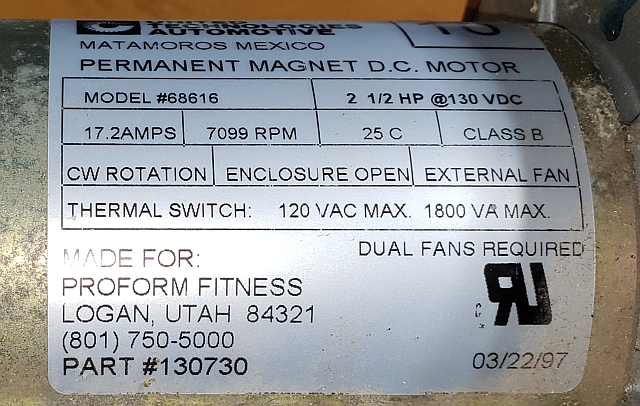 TECHNOLOGIES
AUTOMOTIVE
MATAMOROS MEXICO
PERMANENT MAGNET D.C. MOTOR
MODEL #68616 2 1/2 HP @130 VDC
17.2AMPS 7099 RPM 25 C CLASS B
CW ROTATION ENCLOSURE OPEN EXTERNAL FAN
THERMAL SWITCH: 120 VAC MAX. 1800 VA MAX.
DUAL FANS REQUIRED
MADE FOR:
PROFORM FITNESS
LOGAN, UTAH 84321
(801) 750-5000
PART #130730
03/22/97